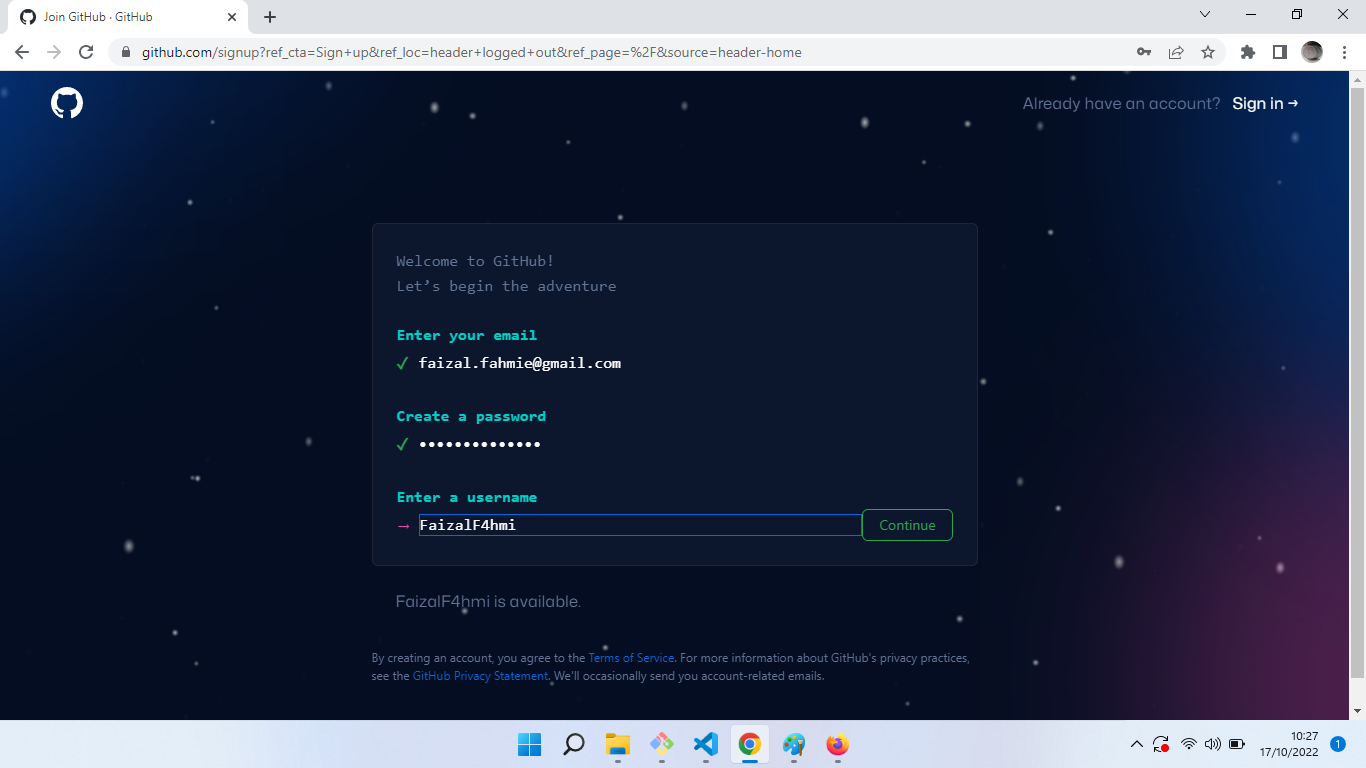 Join GitHub · GitHub
github.com/signup?ref_cta=Sign+up&ref_loc=header+logged+out&ref_page=%2F&source=header-home
Already have an account? Sign in →
Welcome to GitHub!
Let’s begin the adventure
Enter your email
✓ faizal.fahmie@gmail.com
Create a password
✓ ••••••••••••••
Enter a username
→ FaizalF4hmi Continue
FaizalF4hmi is available.
By creating an account, you agree to the Terms of Service. For more information about GitHub's privacy practices,
see the GitHub Privacy Statement. We'll occasionally send you account-related emails.
10:27
17/10/2022
1